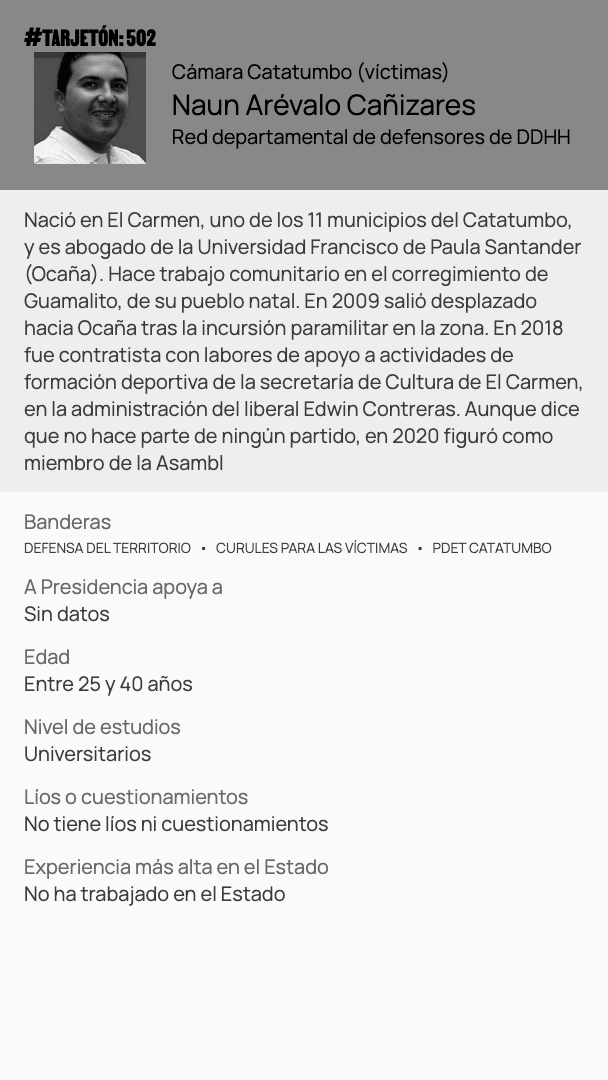 #TARJETÓN: 502
Cámara Catatumbo (víctimas)
Naun Arévalo Cañizares
Red departamental de defensores de DDHH
Nació en El Carmen, uno de los 11 municipios del Catatumbo,
y es abogado de la Universidad Francisco de Paula Santander
(Ocaña). Hace trabajo comunitario en el corregimiento de
Guamalito, de su pueblo natal. En 2009 salió desplazado
hacia Ocaña tras la incursión paramilitar en la zona. En 2018
fue contratista con labores de apoyo a actividades de
formación deportiva de la secretaría de Cultura de El Carmen,
en la administración del liberal Edwin Contreras. Aunque dice
que no hace parte de ningún partido, en 2020 figuró como
miembro de la Asambl
Banderas
DEFENSA DEL TERRITORIO • CURULES PARA LAS VÍCTIMAS • PDET CATATUMBO
A Presidencia apoya a
Sin datos
Edad
Entre 25 y 40 años
Nivel de estudios
Universitarios
Líos o cuestionamientos
No tiene líos ni cuestionamientos
Experiencia más alta en el Estado
No ha trabajado en el Estado